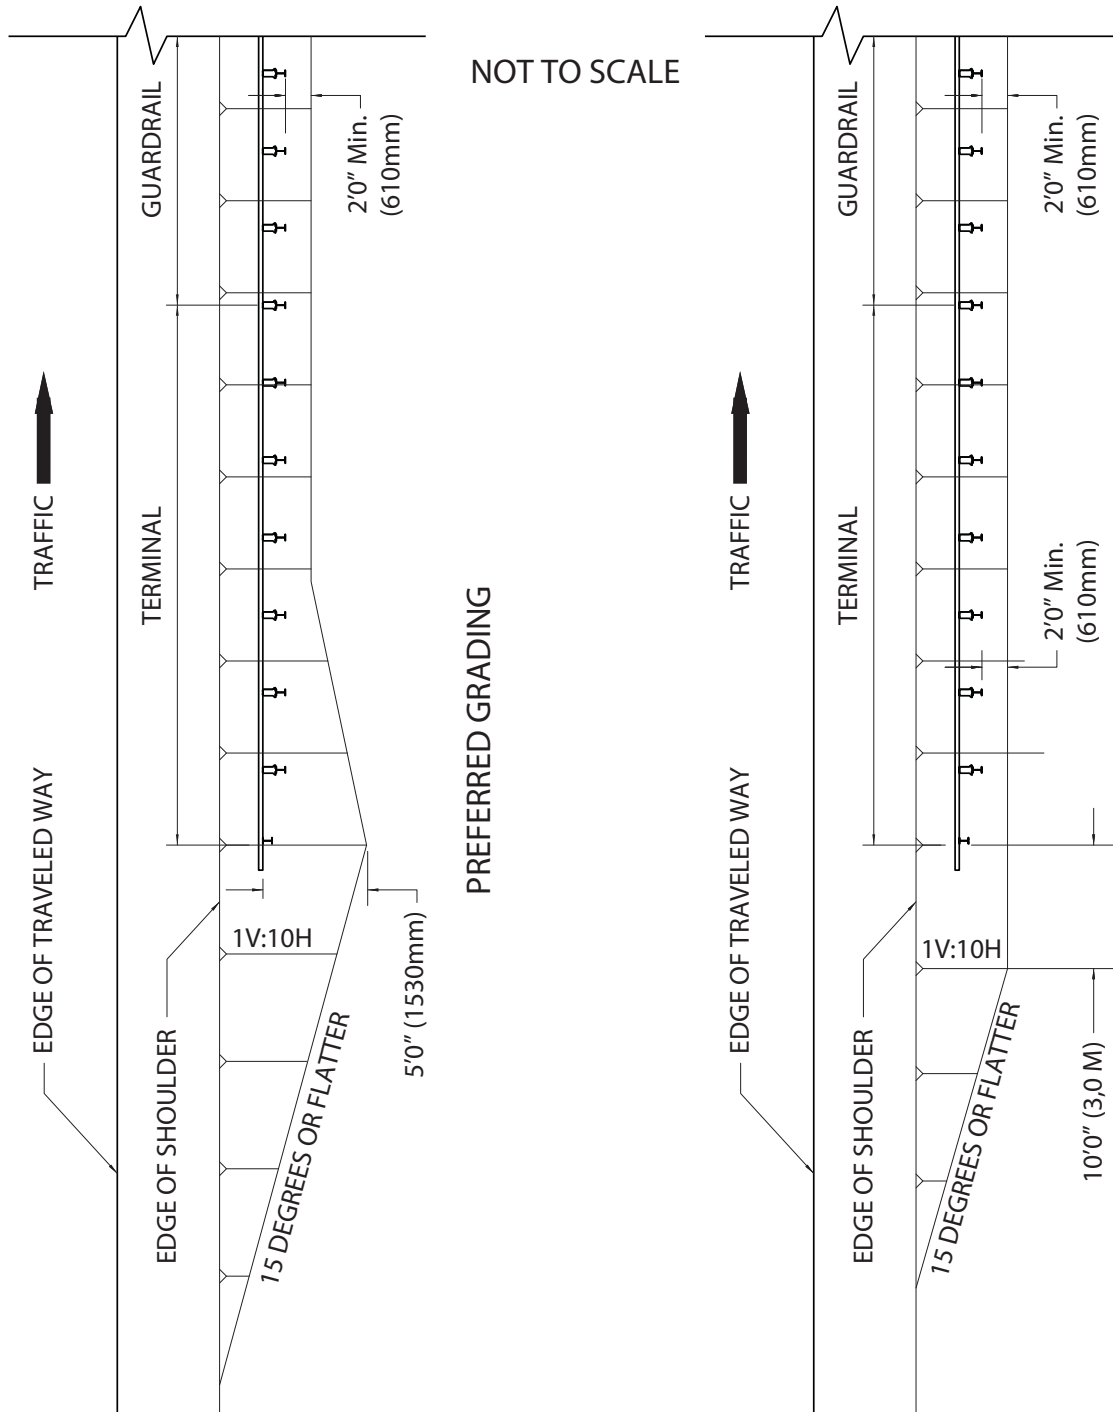 NOT TO SCALE
GUARDRAIL
2'0" Min.
(610mm)
TRAFFIC
TERMINAL
PREFERRED GRADING
EDGE OF TRAVELED WAY
EDGE OF SHOULDER
1V:10H
5'0" (1530mm)
15 DEGREES OR FLATTER
GUARDRAIL
2'0" Min.
(610mm)
TRAFFIC
TERMINAL
2'0" Min.
(610mm)
EDGE OF TRAVELED WAY
EDGE OF SHOULDER
1V:10H
10'0" (3,0 M)
15 DEGREES OR FLATTER